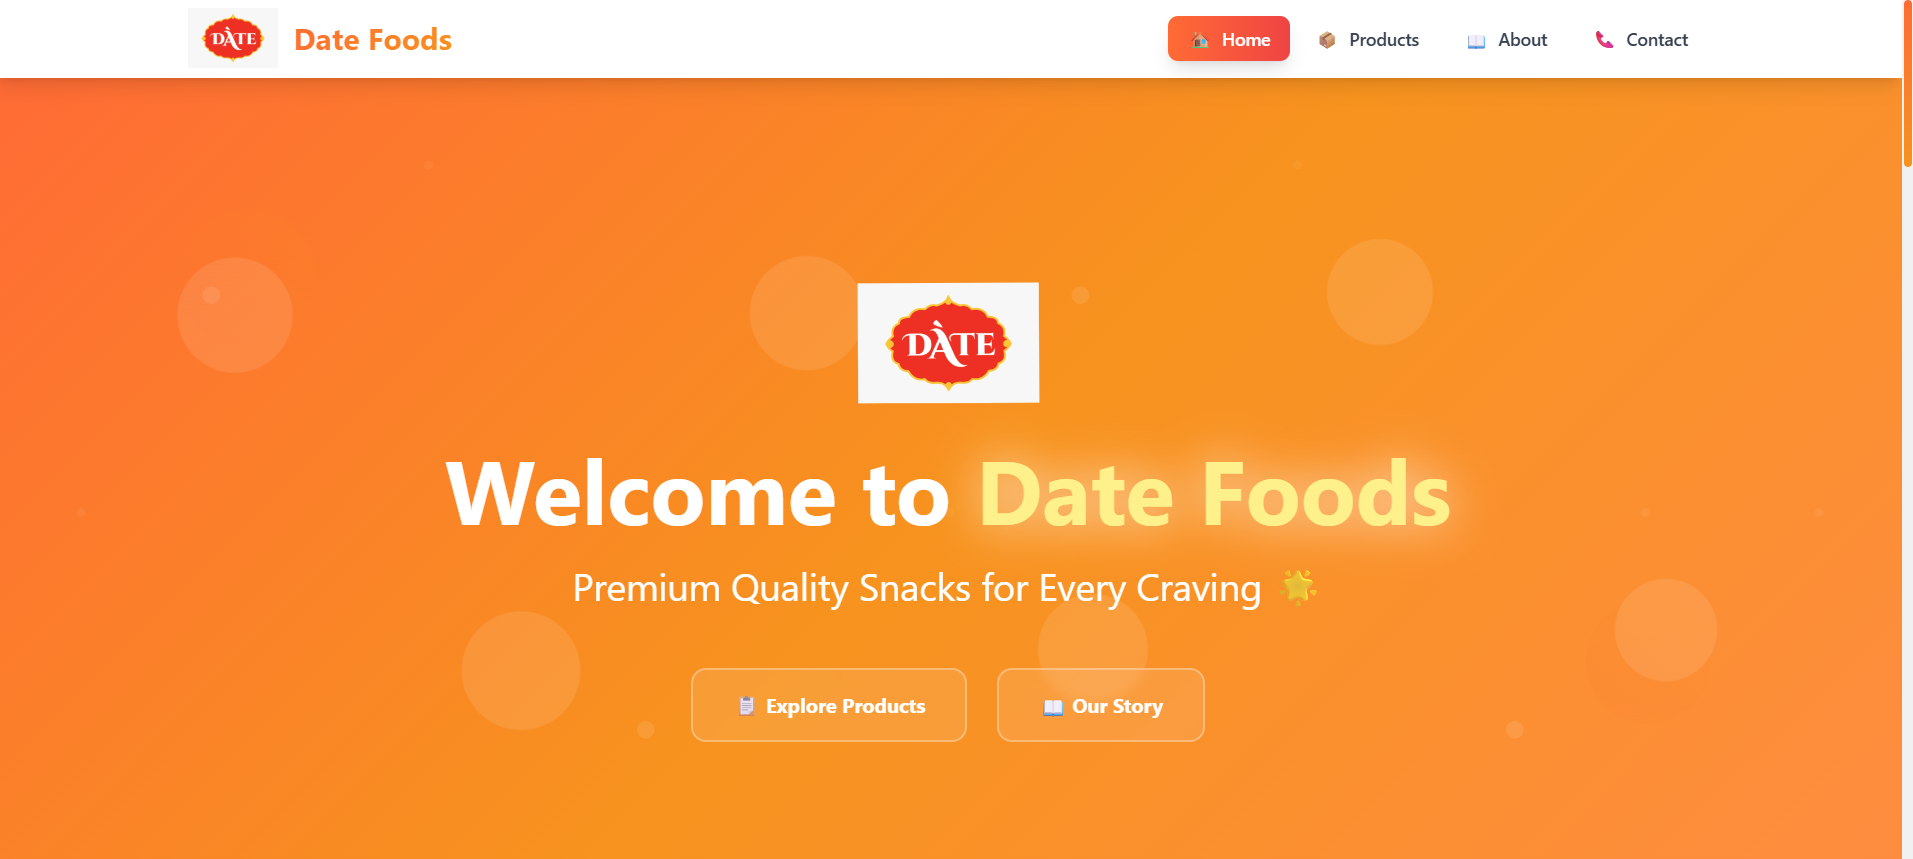 DÀTE
Date Foods
Home
Products
About
Contact
DÀTE
Welcome to Date Foods
Premium Quality Snacks for Every Craving 🌟
Explore Products
Our Story